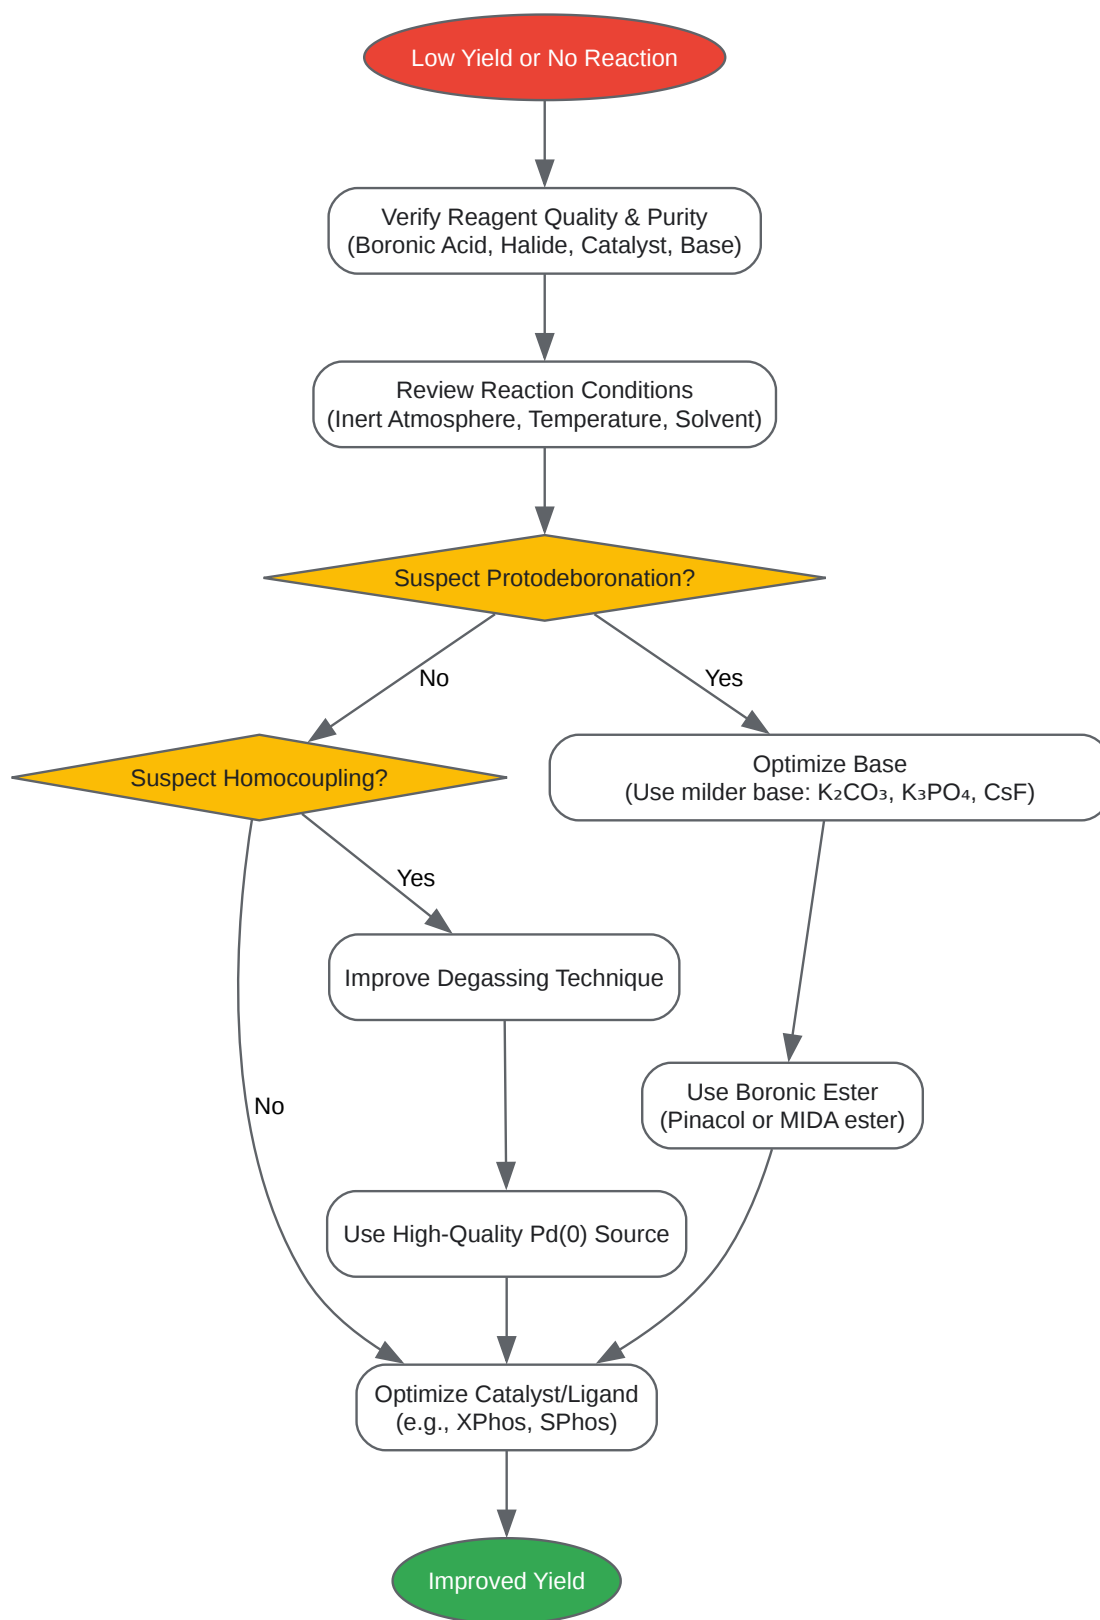 Low Yield or No Reaction
Verify Reagent Quality & Purity
(Boronic Acid, Halide, Catalyst, Base)
Review Reaction Conditions
(Inert Atmosphere, Temperature, Solvent)
Suspect Protodeboronation?
No
Yes
Suspect Homocoupling?
Optimize Base
(Use milder base: K₂CO₃, K₃PO₄, CsF)
Yes
Improve Degassing Technique
No
Use Boronic Ester
(Pinacol or MIDA ester)
Use High-Quality Pd(0) Source
Optimize Catalyst/Ligand
(e.g., XPhos, SPhos)
Improved Yield